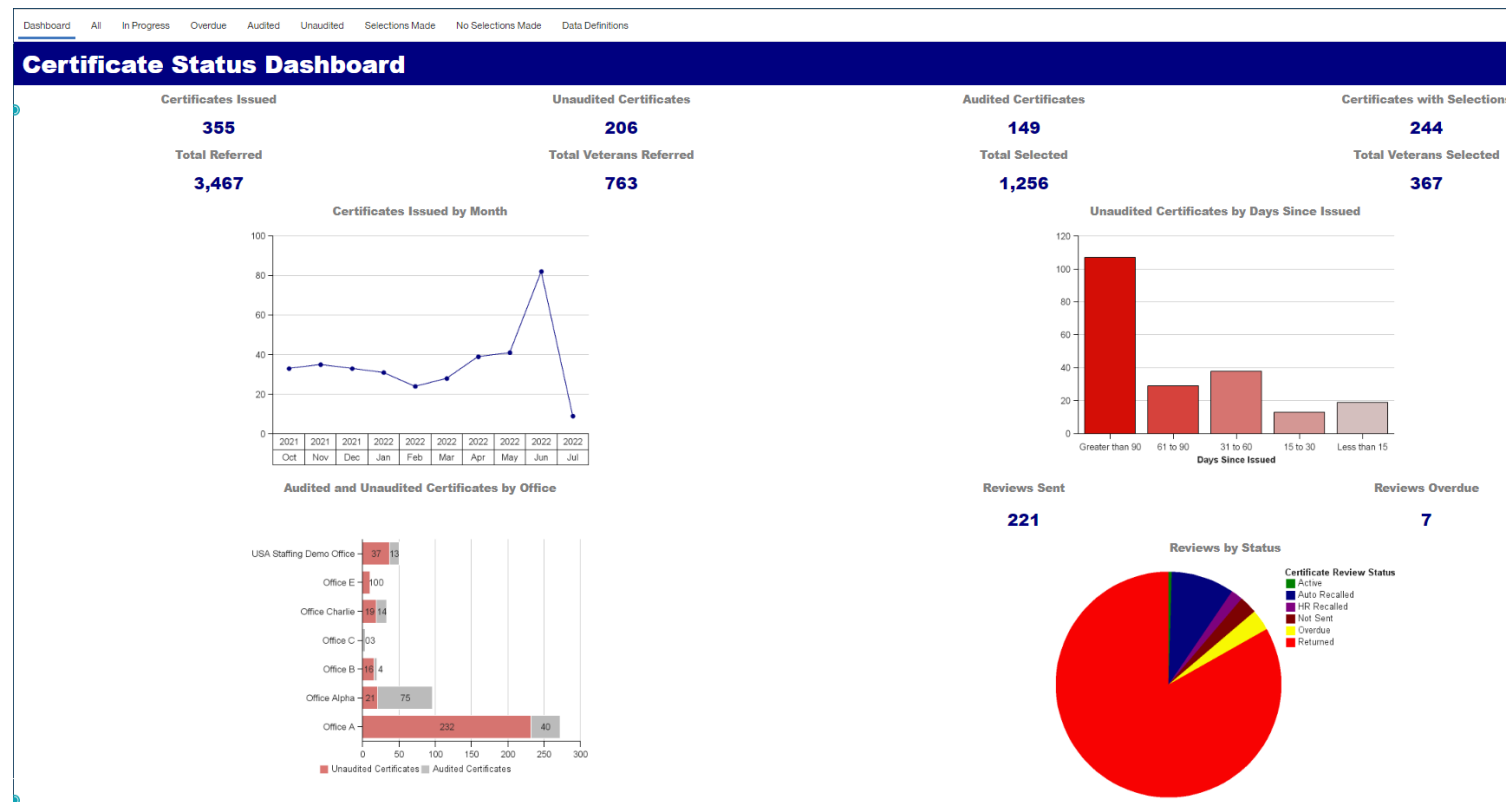 Dashboard All In Progress Overdue Audited Unaudited Selections Made No Selections Made Data Definitions
Certificate Status Dashboard
Certificates Issued Unaudited Certificates Audited Certificates Certificates with Selections
355 206 149 244
Total Referred Total Veterans Referred Total Selected Total Veterans Selected
3,467 763 1,256 367
Certificates Issued by Month
100
80
60
40
20
0
2021 2021 2021 2022 2022 2022 2022 2022 2022 2022
Oct Nov Dec Jan Feb Mar Apr May Jun Jul
Unaudited Certificates by Days Since Issued
120
100
80
60
40
20
0
Greater than 90 61 to 90 31 to 60 15 to 30 Less than 15
Days Since Issued
Audited and Unaudited Certificates by Office
USA Staffing Demo Office 37 13
Office E 100
Office Charlie 19 14
Office C 03
Office B 16 4
Office Alpha 21 75
Office A 232 40
0 50 100 150 200 250 300
Unaudited Certificates Audited Certificates
Reviews Sent Reviews Overdue
221 7
Reviews by Status
Certificate Review Status
Active
Auto Recalled
HR Recalled
Not Sent
Overdue
Returned